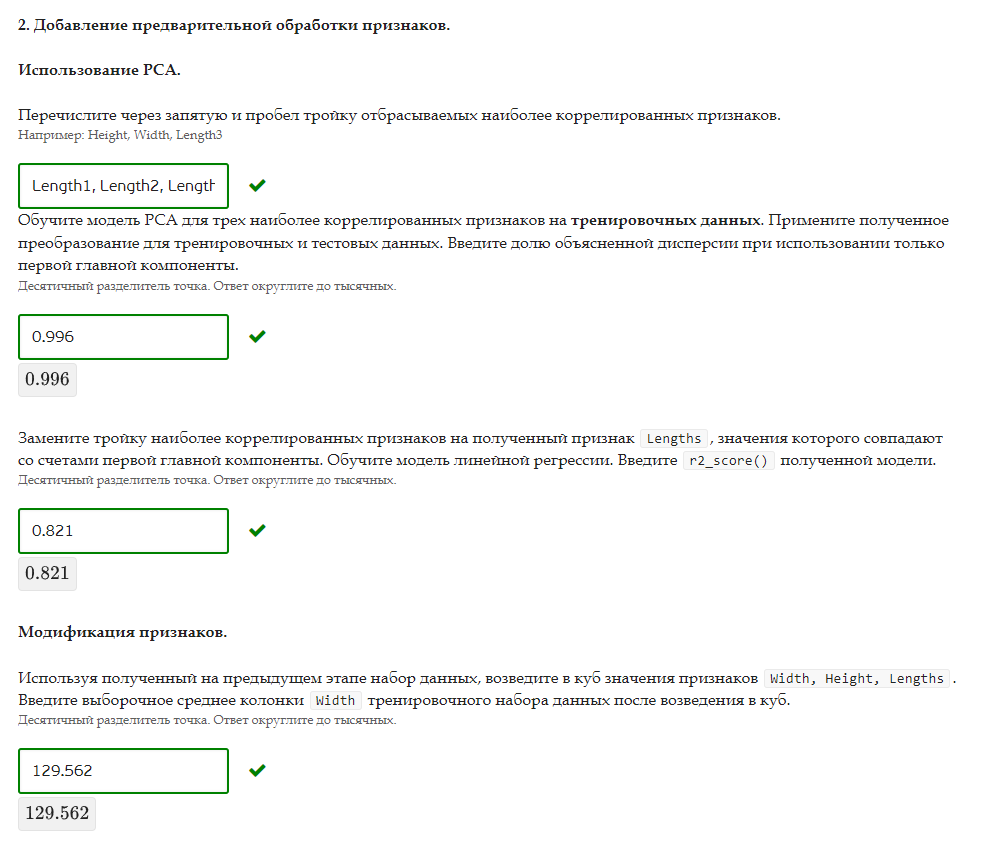 2. Добавление предварительной обработки признаков.
Использование PCA.
Перечислите через запятую и пробел тройку отбрасываемых наиболее коррелированных признаков.
Например: Height, Width, Length3
Length1, Length2, Lengt
Обучите модель PCA для трех наиболее коррелированных признаков на тренировочных данных. Примените полученное
преобразование для тренировочных и тестовых данных. Введите долю объясненной дисперсии при использовании только
первой главной компоненты.
Десятичный разделитель точка. Ответ округлите до тысячных.
0.996
0.996
Замените тройку наиболее коррелированных признаков на полученный признак Lengths , значения которого совпадают
со счетами первой главной компоненты. Обучите модель линейной регрессии. Введите r2_score() полученной модели.
Десятичный разделитель точка. Ответ округлите до тысячных.
0.821
0.821
Модификация признаков.
Используя полученный на предыдущем этапе набор данных, возведите в куб значения признаков Width, Height, Lengths .
Введите выборочное среднее колонки Width тренировочного набора данных после возведения в куб.
Десятичный разделитель точка. Ответ округлите до тысячных.
129.562
129.562